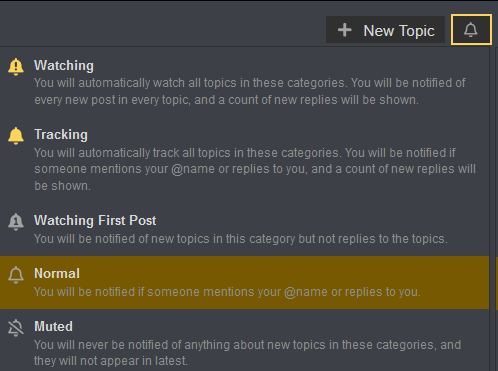 New Topic
Watching
You will automatically watch all topics in these categories. You will be notified of
every new post in every topic, and a count of new replies will be shown.
Tracking
You will automatically track all topics in these categories. You will be notified if
someone mentions your @name or replies to you, and a count of new replies will
be shown.
Watching First Post
You will be notified of new topics in this category but not replies to the topics.
Normal
You will be notified if someone mentions your @name or replies to you.
Muted
You will never be notified of anything about new topics in these categories, and
they will not appear in latest.